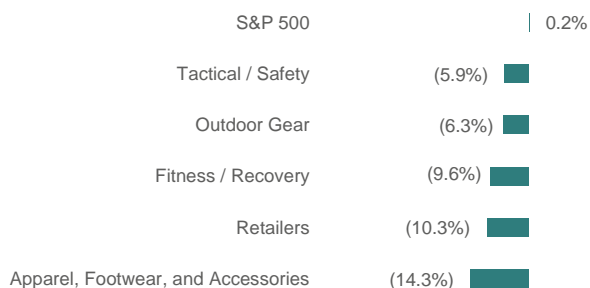 S&P 500 0.2%
Tactical / Safety (5.9%)
Outdoor Gear (6.3%)
Fitness / Recovery (9.6%)
Retailers (10.3%)
Apparel, Footwear, and Accessories (14.3%)